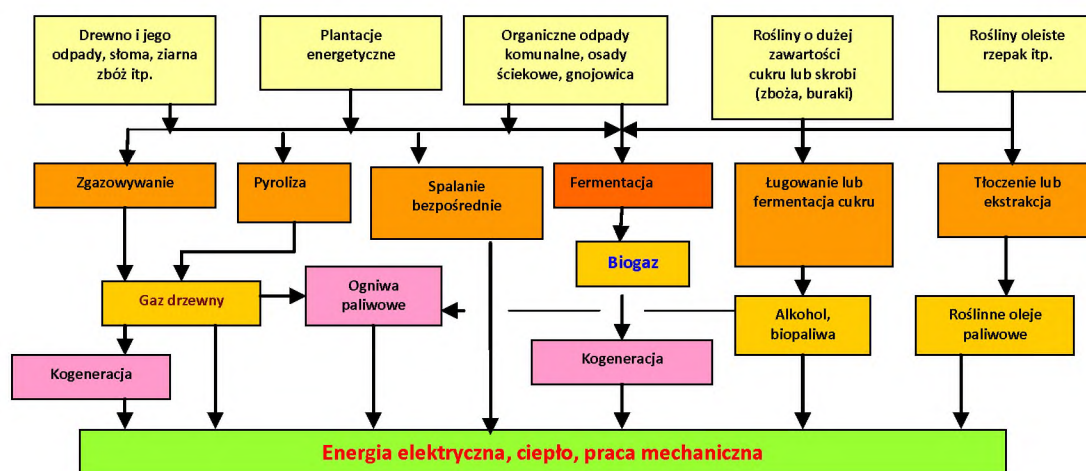 Drewno i jego
odpady, słoma, ziarna
zbóż itp.
Plantacje
energetyczne
Organiczne odpady
komunalne, osady
ściekowe, gnojowica
Rośliny o dużej
zawartości
cukru lub skrobi
(zboża, buraki)
Rośliny oleiste
rzepak itp.
Zgazowywanie
Pyroliza
Spalanie
bezpośrednie
Fermentacja
Ługowanie lub
fermentacja cukru
Tłoczenie lub
ekstrakcja
Biogaz
Gaz drzewny
Ogniwa
paliwowe
Alkohol,
biopaliwa
Roślinne oleje
paliwowe
Kogeneracja
Kogeneracja
Energia elektryczna, ciepło, praca mechaniczna